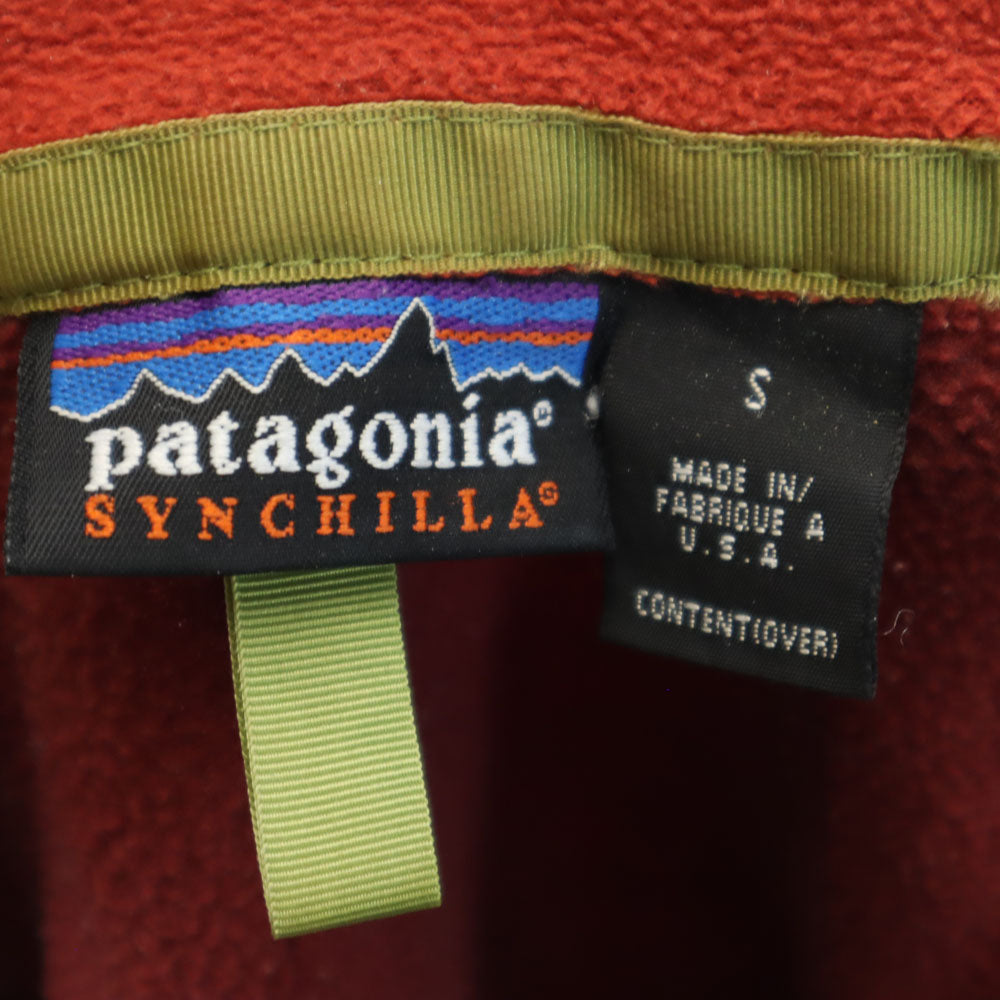 patagonia®
SYNCHILLA®
S
MADE IN/
FABRIQUE A
U.S.A.
CONTENT(OVER)